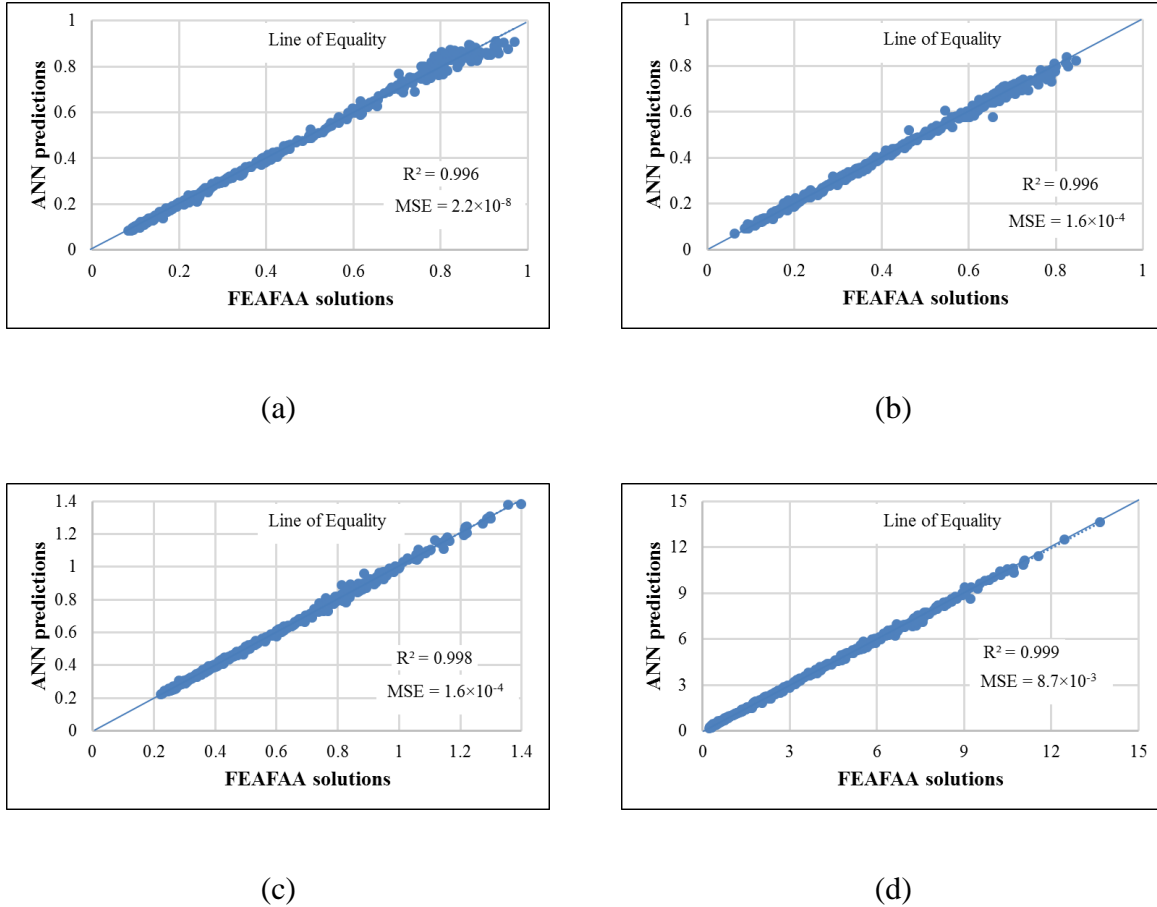 1
0.8
0.6
0.4
0.2
0
0 0.2 0.4 0.6 0.8 1
ANN predictions
FEAFAA solutions
Line of Equality
R² = 0.996
MSE = 2.2×10⁻⁸
(a)
1
0.8
0.6
0.4
0.2
0
0 0.2 0.4 0.6 0.8 1
ANN predictions
FEAFAA solutions
Line of Equality
R² = 0.996
MSE = 1.6×10⁻⁴
(b)
1.4
1.2
1
0.8
0.6
0.4
0.2
0
0 0.2 0.4 0.6 0.8 1 1.2 1.4
ANN predictions
FEAFAA solutions
Line of Equality
R² = 0.998
MSE = 1.6×10⁻⁴
(c)
15
12
9
6
3
0
0 3 6 9 12 15
ANN predictions
FEAFAA solutions
Line of Equality
R² = 0.999
MSE = 8.7×10⁻³
(d)